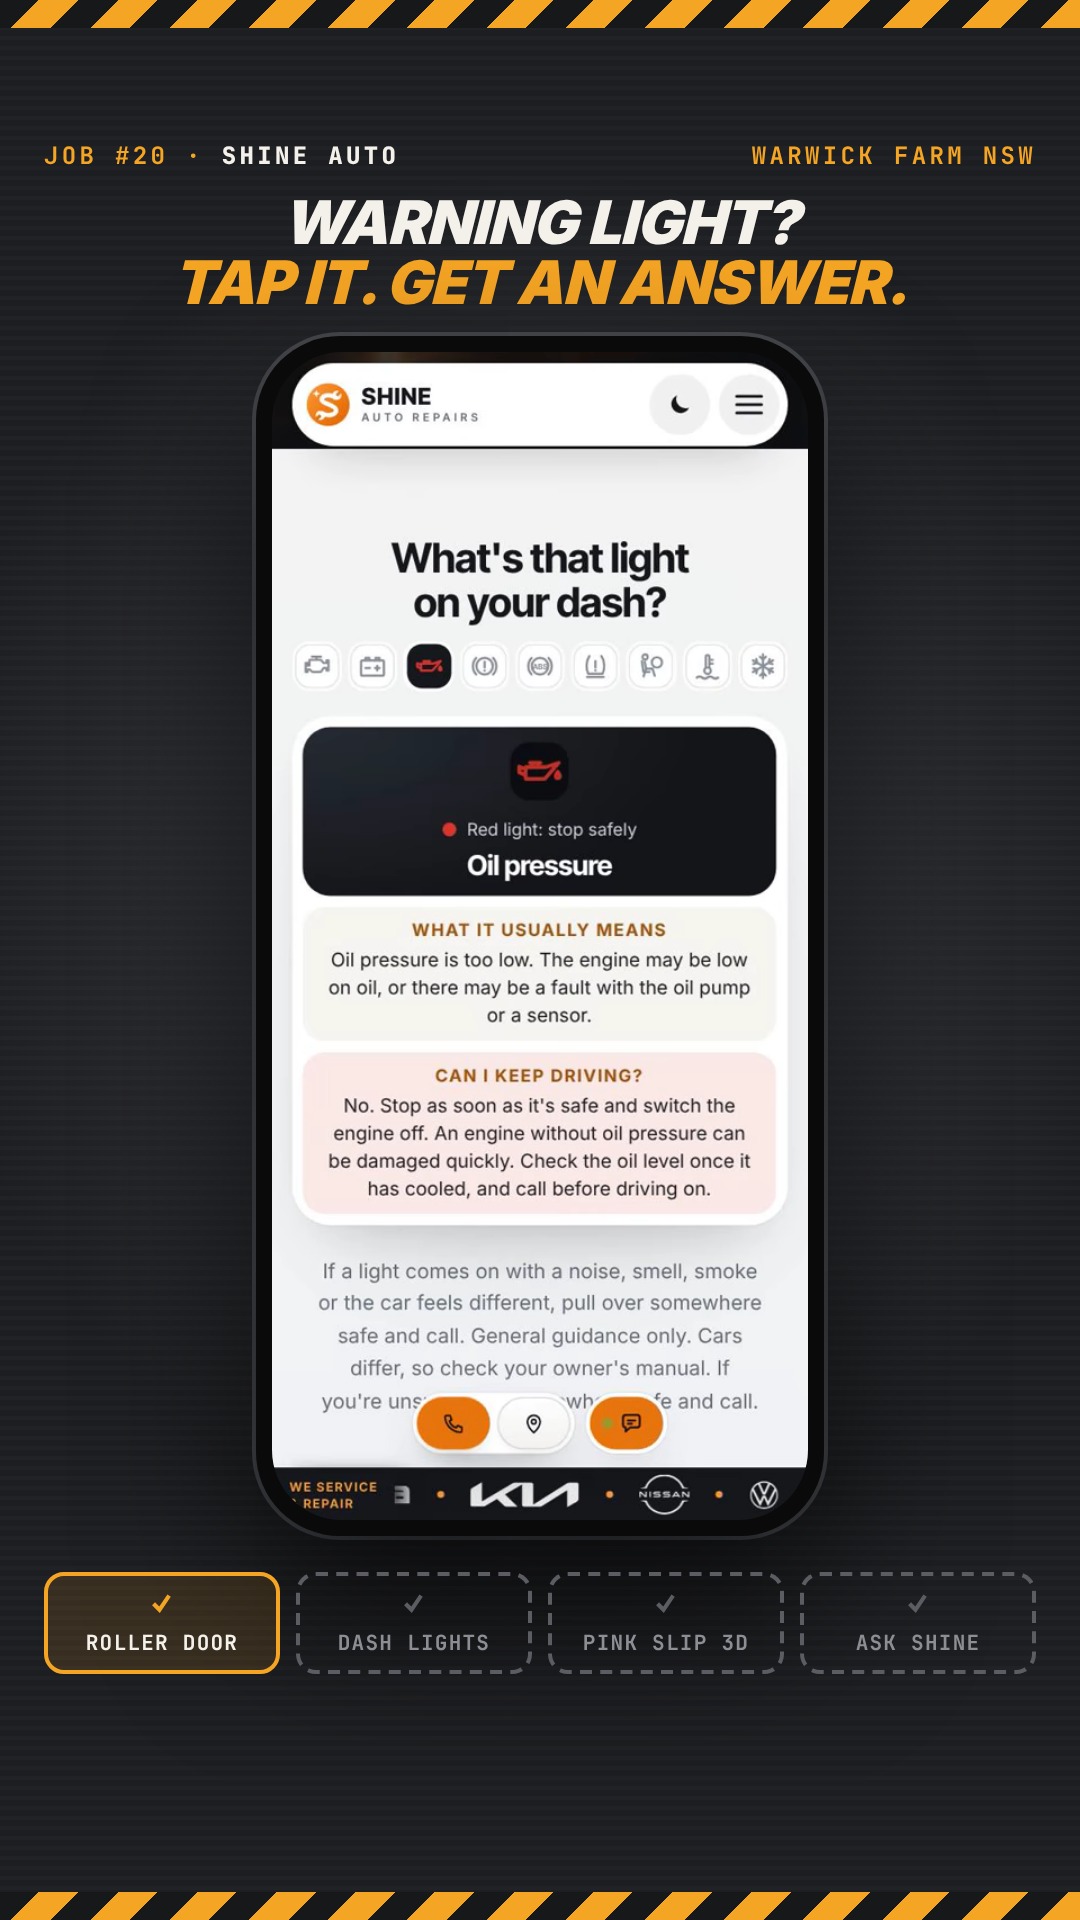 JOB #20 · SHINE AUTO
WARWICK FARM NSW
WARNING LIGHT?
TAP IT. GET AN ANSWER.
SHINE
AUTO REPAIRS
What's that light
on your dash?
ABS
Red light: stop safely
Oil pressure
WHAT IT USUALLY MEANS
Oil pressure is too low. The engine may be low
on oil, or there may be a fault with the oil pump
or a sensor.
CAN I KEEP DRIVING?
No. Stop as soon as it's safe and switch the
engine off. An engine without oil pressure can
be damaged quickly. Check the oil level once it
has cooled, and call before driving on.
If a light comes on with a noise, smell, smoke
or the car feels different, pull over somewhere
safe and call. General guidance only. Cars
differ, so check your owner's manual. If
you're and call.
WE SERVICE
REPAIR
KIA
NISSAN
ROLLER DOOR
DASH LIGHTS
PINK SLIP 3D
ASK SHINE